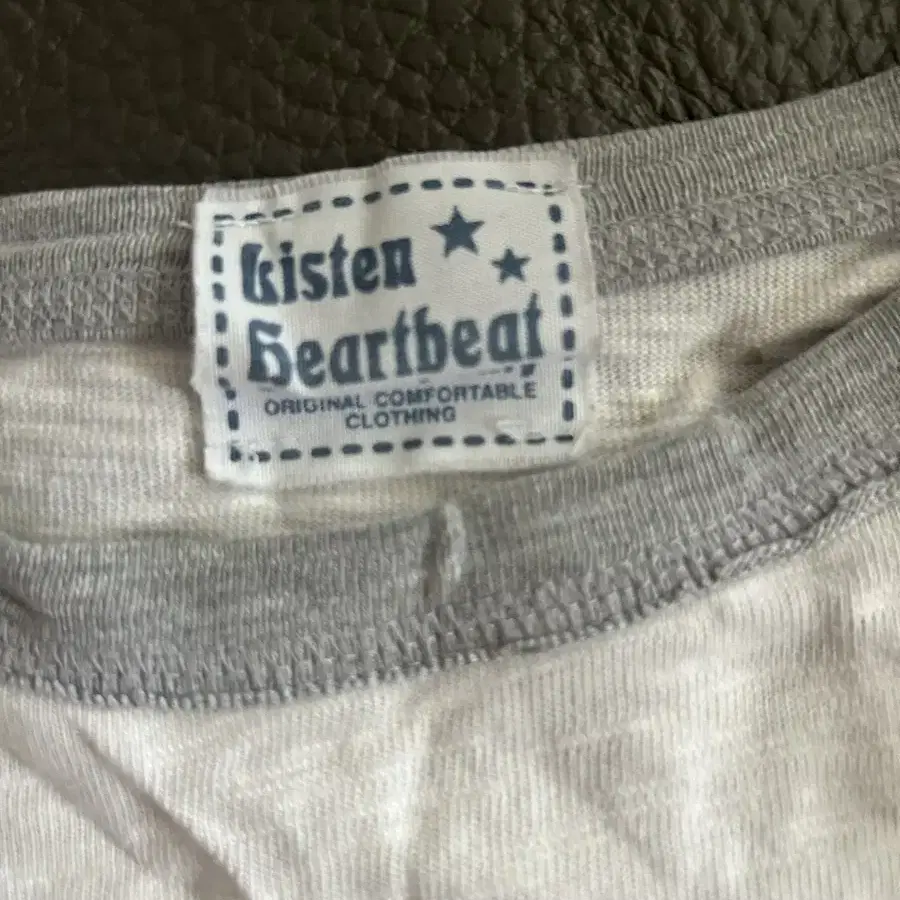 Listen
Heartbeat
ORIGINAL COMFORTABLE
CLOTHING